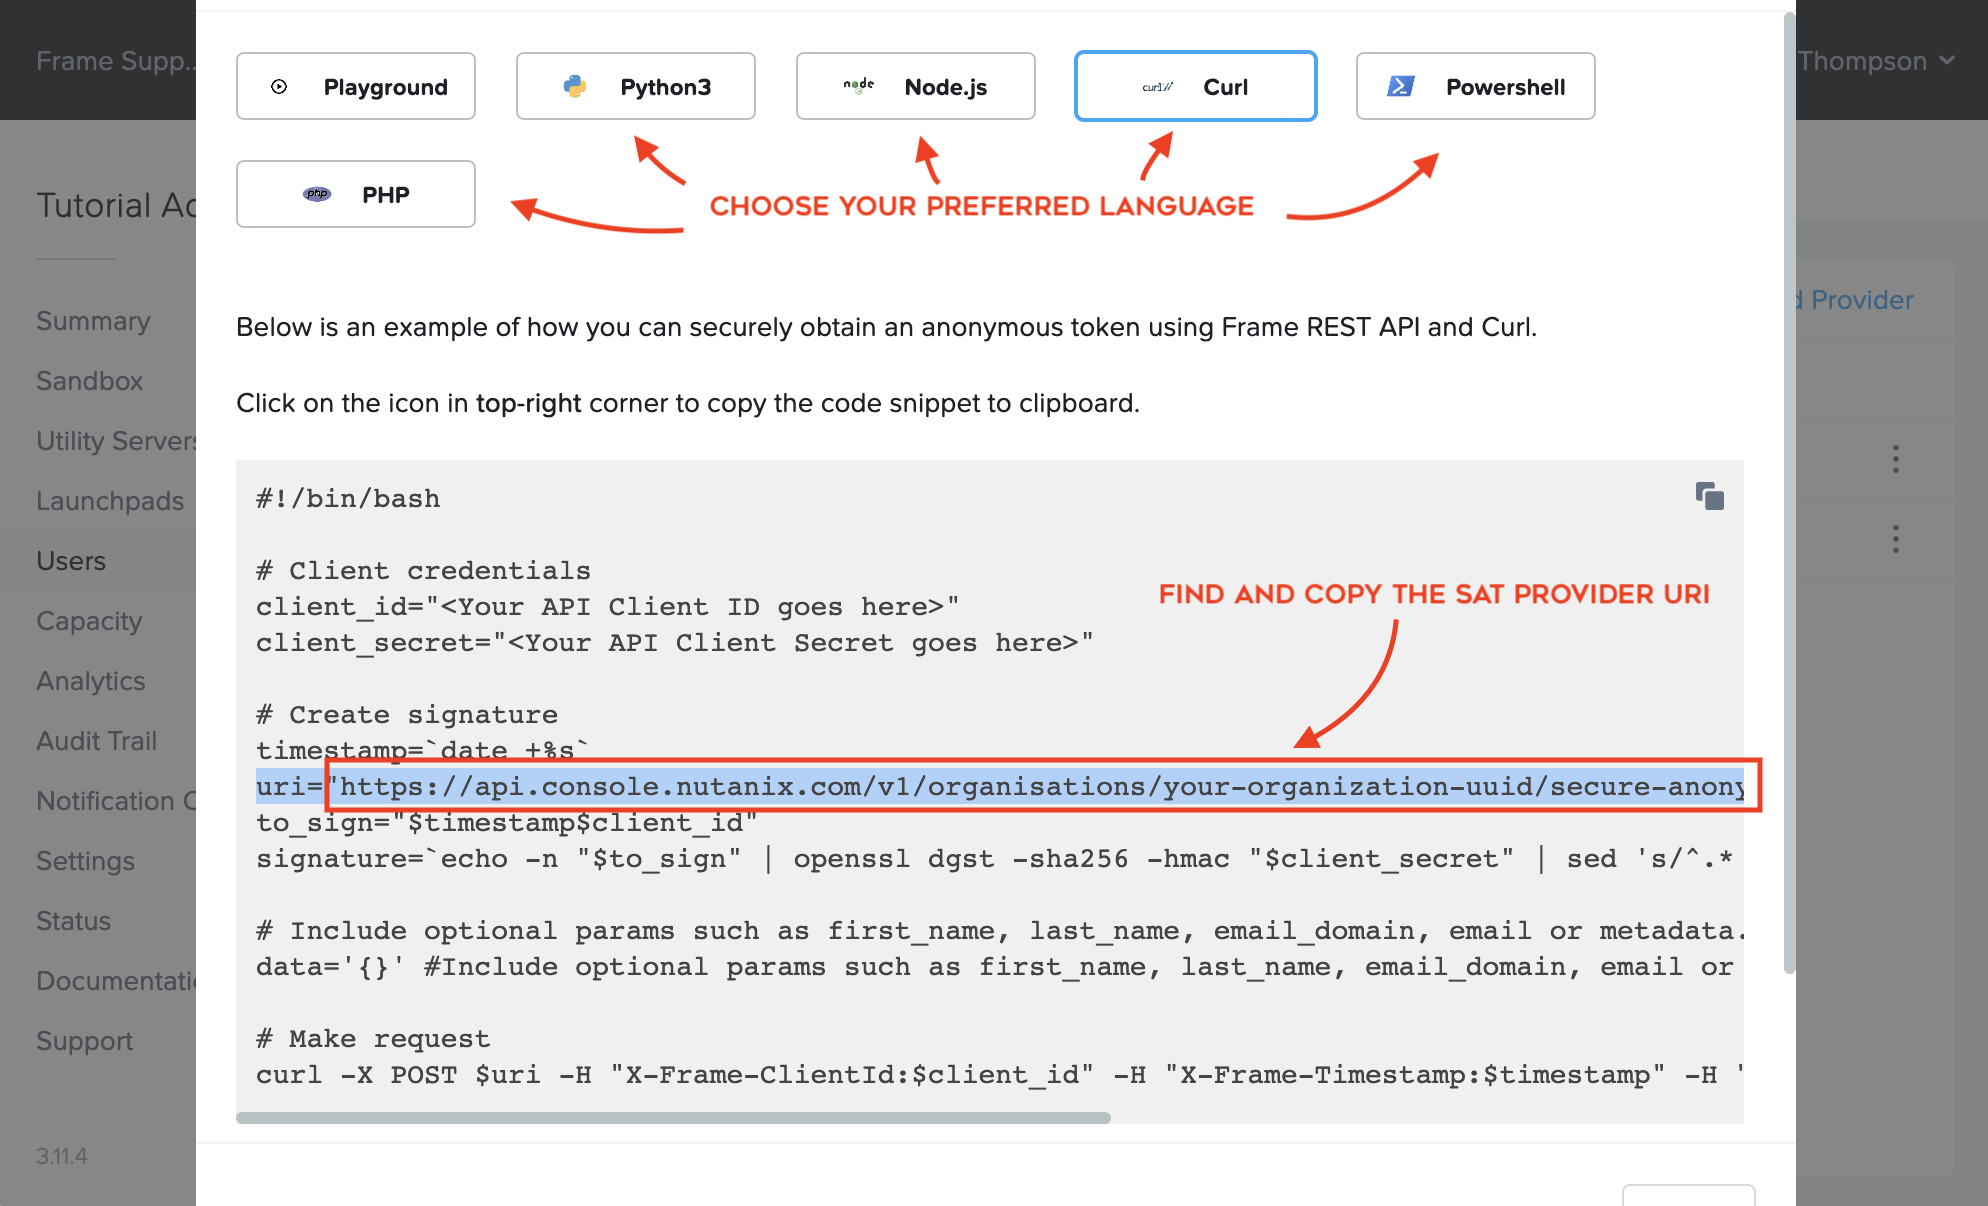 Frame Supp...
Thompson
Playground
Python3
node Node.js
curl:// Curl
Powershell
php PHP
CHOOSE YOUR PREFERRED LANGUAGE
Tutorial Ac
Summary
Sandbox
Utility Servers
Launchpads
Users
Capacity
Analytics
Audit Trail
Notification C
Settings
Status
Documentatio
Support
3.11.4
d Provider
Below is an example of how you can securely obtain an anonymous token using Frame REST API and Curl.
Click on the icon in top-right corner to copy the code snippet to clipboard.
#!/bin/bash
# Client credentials
client_id="<Your API Client ID goes here>"
client_secret="<Your API Client Secret goes here>"
FIND AND COPY THE SAT PROVIDER URI
# Create signature
timestamp=`date +%s`
uri="https://api.console.nutanix.com/v1/organisations/your-organization-uuid/secure-anony
to_sign="$timestamp$client_id"
signature=`echo -n "$to_sign" | openssl dgst -sha256 -hmac "$client_secret" | sed 's/^.*
# Include optional params such as first_name, last_name, email_domain, email or metadata.
data='{}' #Include optional params such as first_name, last_name, email_domain, email or
# Make request
curl -X POST $uri -H "X-Frame-ClientId:$client_id" -H "X-Frame-Timestamp:$timestamp" -H "